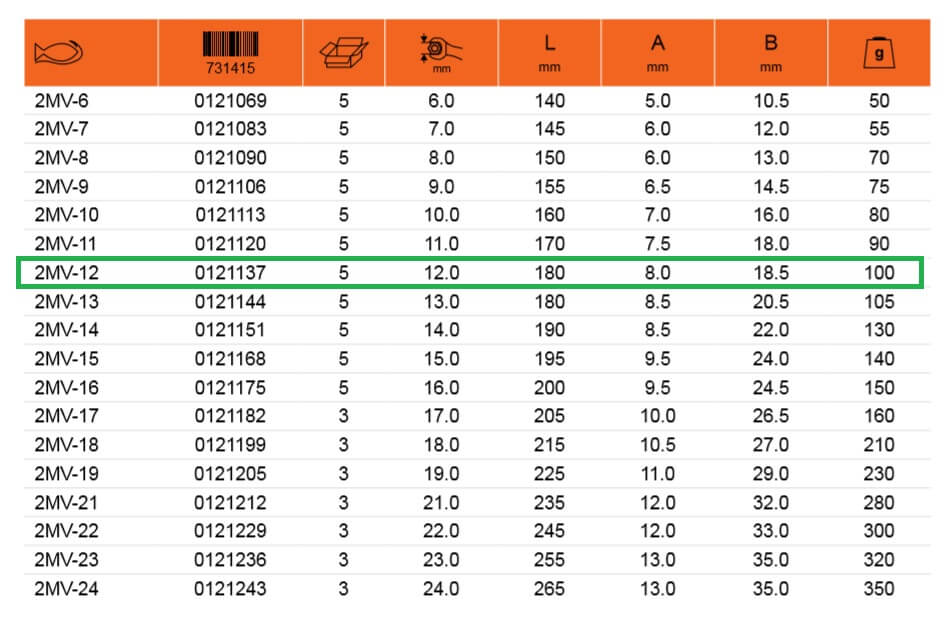 731415 mm L mm A mm B mm g
2MV-6 0121069 5 6.0 140 5.0 10.5 50
2MV-7 0121083 5 7.0 145 6.0 12.0 55
2MV-8 0121090 5 8.0 150 6.0 13.0 70
2MV-9 0121106 5 9.0 155 6.5 14.5 75
2MV-10 0121113 5 10.0 160 7.0 16.0 80
2MV-11 0121120 5 11.0 170 7.5 18.0 90
2MV-12 0121137 5 12.0 180 8.0 18.5 100
2MV-13 0121144 5 13.0 180 8.5 20.5 105
2MV-14 0121151 5 14.0 190 8.5 22.0 130
2MV-15 0121168 5 15.0 195 9.5 24.0 140
2MV-16 0121175 5 16.0 200 9.5 24.5 150
2MV-17 0121182 3 17.0 205 10.0 26.5 160
2MV-18 0121199 3 18.0 215 10.5 27.0 210
2MV-19 0121205 3 19.0 225 11.0 29.0 230
2MV-21 0121212 3 21.0 235 12.0 32.0 280
2MV-22 0121229 3 22.0 245 12.0 33.0 300
2MV-23 0121236 3 23.0 255 13.0 35.0 320
2MV-24 0121243 3 24.0 265 13.0 35.0 350